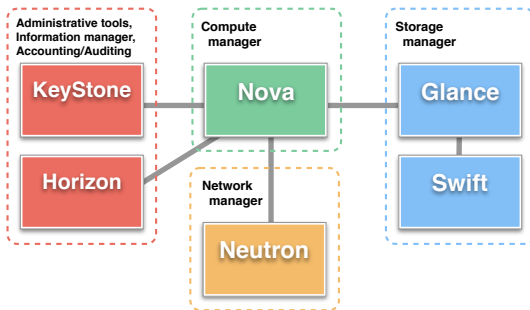 Administrative tools,
Information manager,
Accounting/Auditing
KeyStone
Horizon
Compute
manager
Nova
Network
manager
Neutron
Storage
manager
Glance
Swift